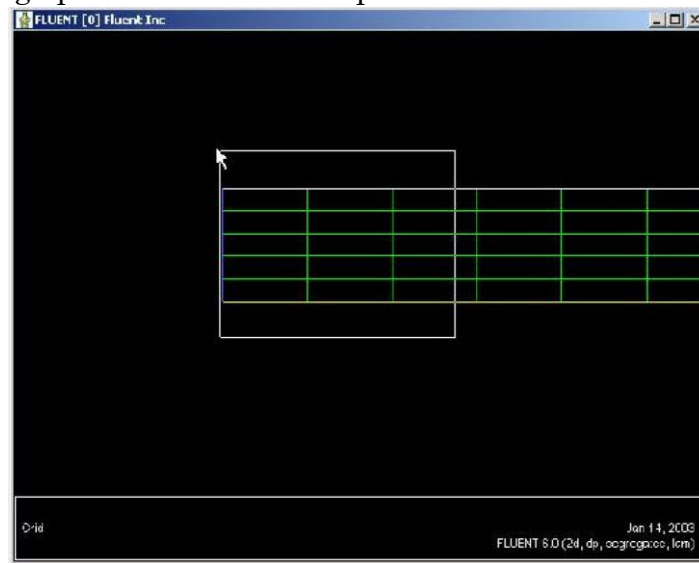 FLUENT [0] Fluent Inc
Grid
Jan 14, 2003
FLUENT 6.0 (2d, dp, segregated, lam)